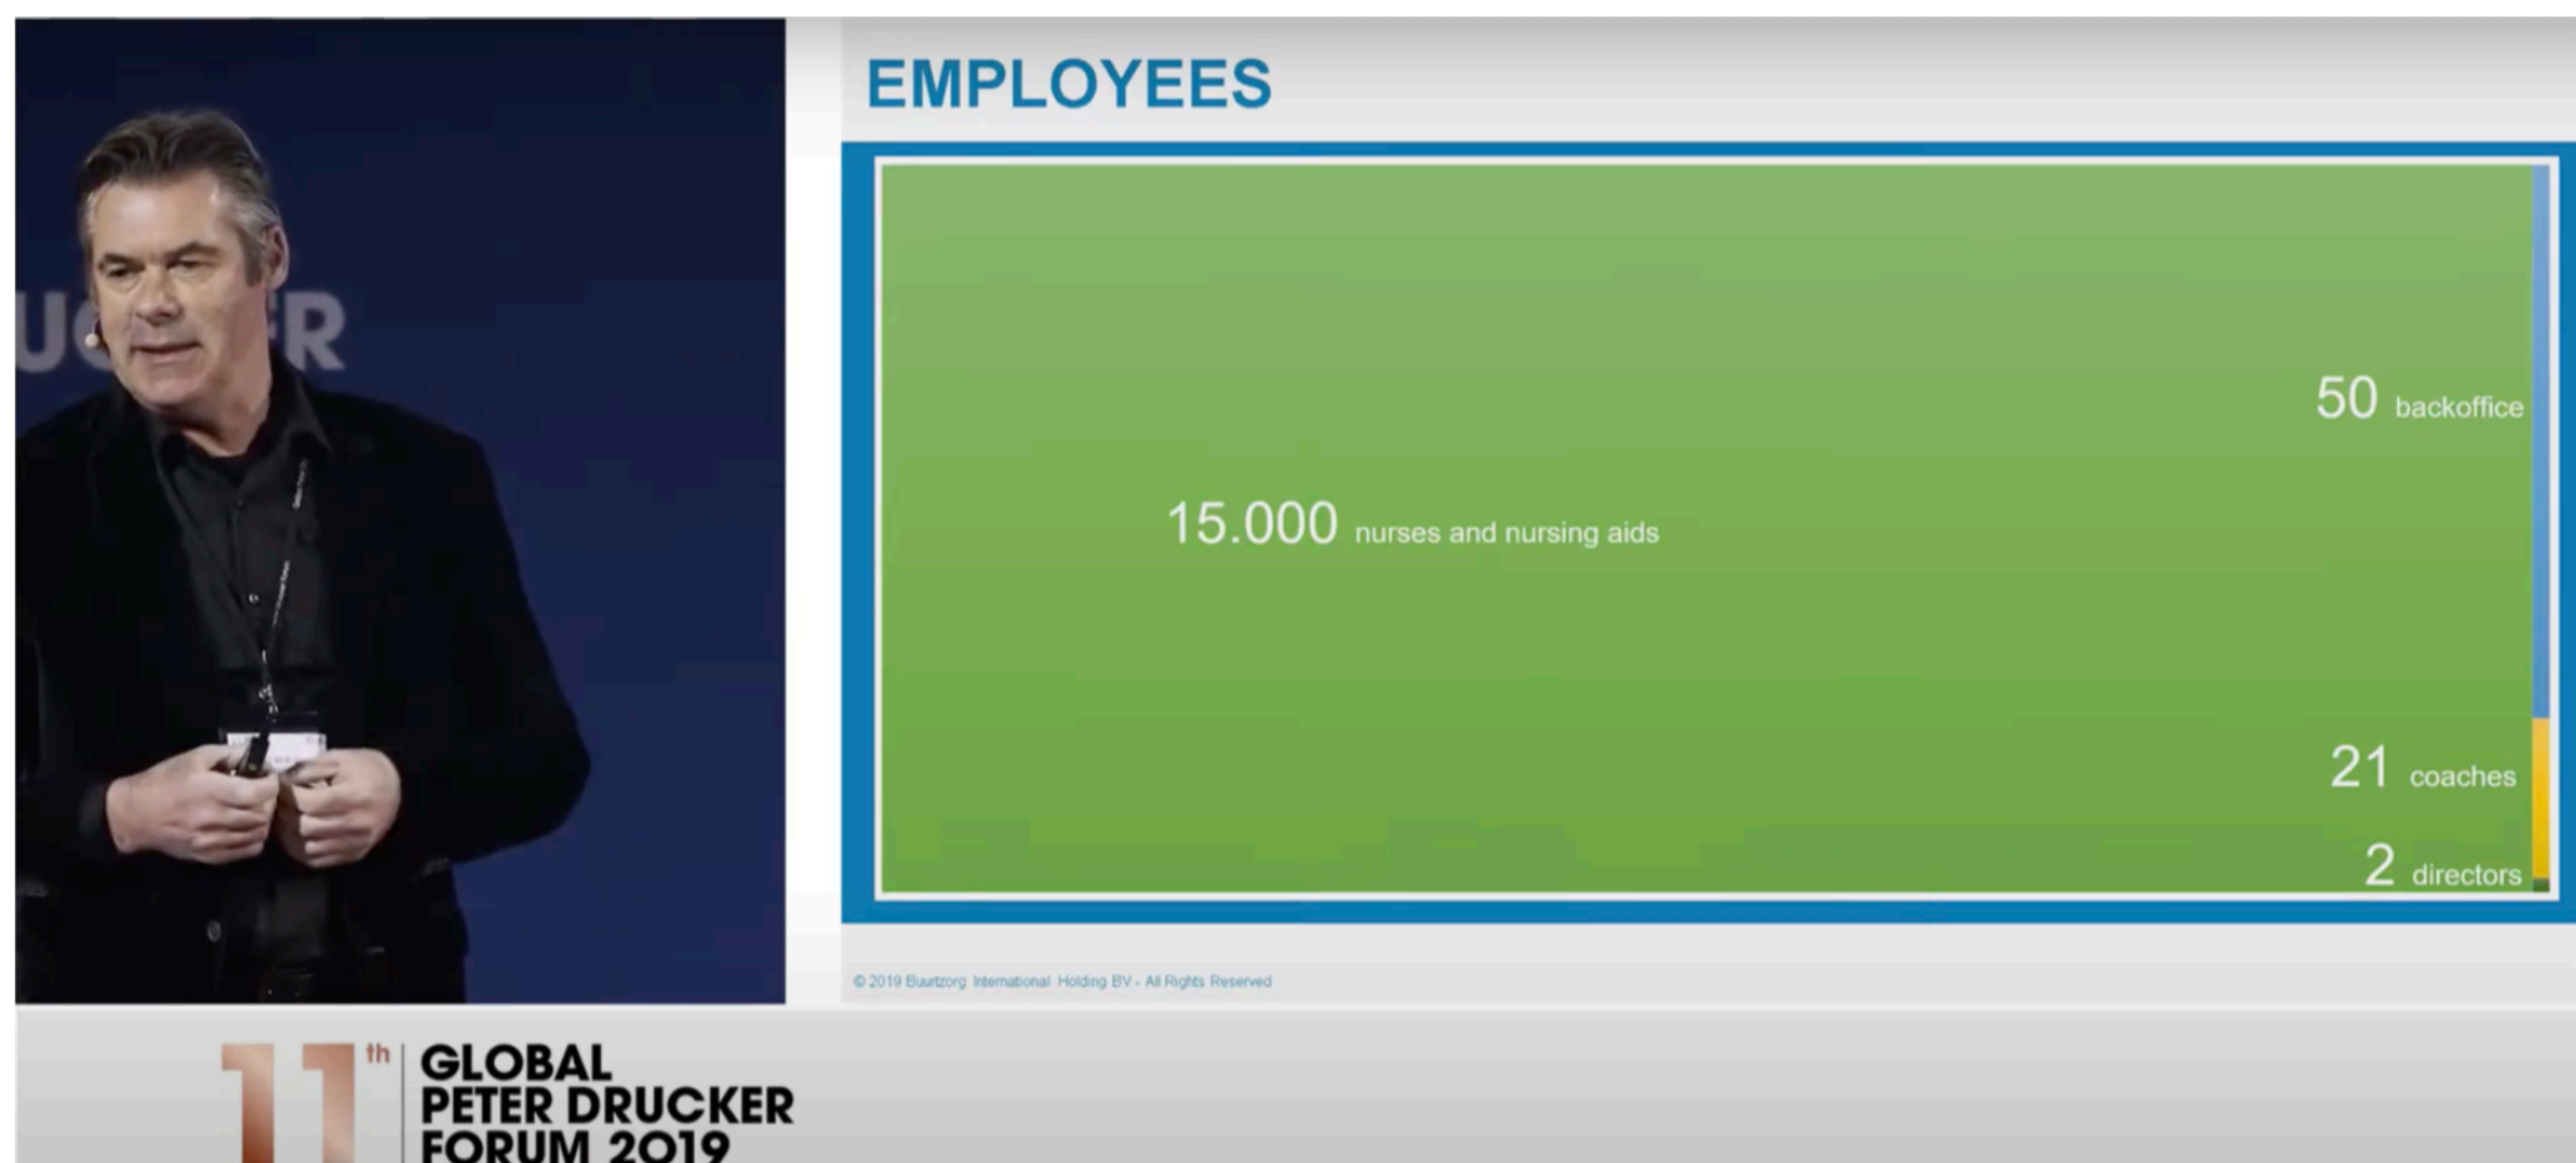 EMPLOYEES
50 backoffice
15.000 nurses and nursing aids
21 coaches
2 directors
© 2019 Buurtzorg International Holding BV - All Rights Reserved
11th
GLOBAL
PETER DRUCKER
FORUM 2019